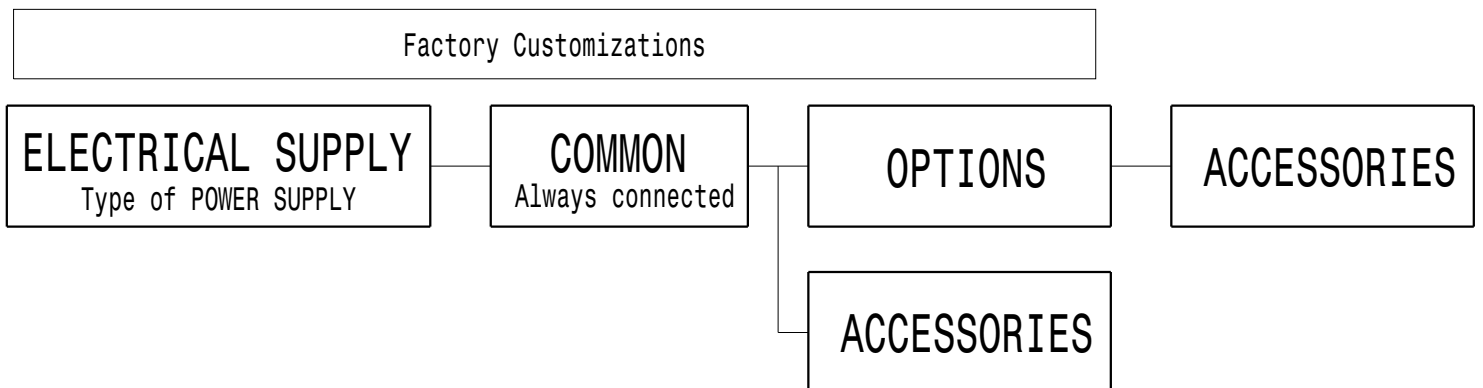 Factory Customizations
ELECTRICAL SUPPLY
Type of POWER SUPPLY
COMMON
Always connected
OPTIONS
ACCESSORIES
ACCESSORIES